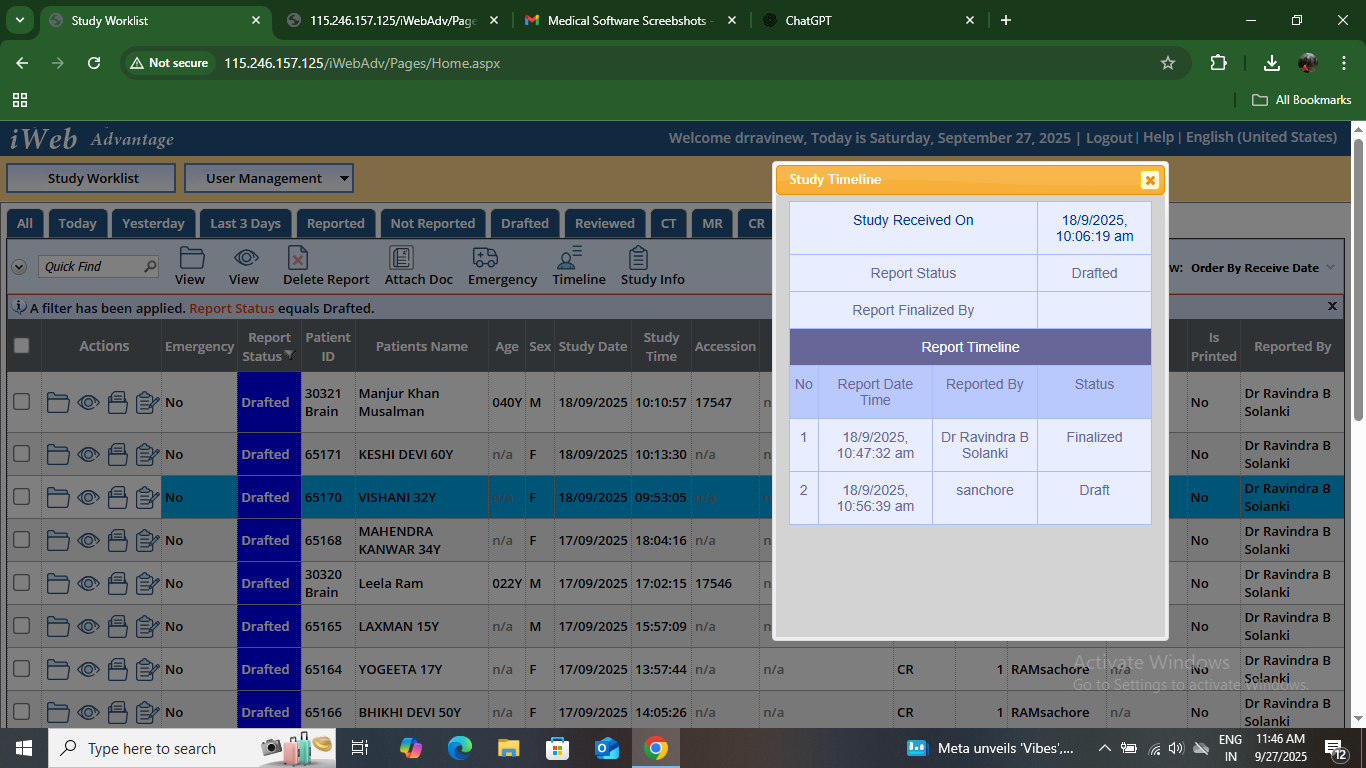 Study Worklist
115.246.157.125/iWebAdv/Page
Medical Software Screebshots -
ChatGPT
Not secure
115.246.157.125/iWebAdv/Pages/Home.aspx
All Bookmarks
iWeb Advantage
Welcome drravinew, Today is Saturday, September 27, 2025 | Logout | Help | English (United States)
Study Worklist
User Management
All
Today
Yesterday
Last 3 Days
Reported
Not Reported
Drafted
Reviewed
CT
MR
CR
Quick Find
View
View
Delete Report
Attach Doc
Emergency
Timeline
Study Info
w: Order By Receive Date
A filter has been applied. Report Status equals Drafted.
Actions Emergency Report Status Patient ID Patients Name Age Sex Study Date Study Time Accession Is Printed Reported By
No Drafted 30321 Brain Manjur Khan Musalman 040Y M 18/09/2025 10:10:57 17547 n No Dr Ravindra B Solanki
No Drafted 65171 KESHI DEVI 60Y n/a F 18/09/2025 10:13:30 n/a n No Dr Ravindra B Solanki
No Drafted 65170 VISHANI 32Y n/a F 18/09/2025 09:53:05 n/a n No Dr Ravindra B Solanki
No Drafted 65168 MAHENDRA KANWAR 34Y n/a F 17/09/2025 18:04:16 n/a n No Dr Ravindra B Solanki
No Drafted 30320 Brain Leela Ram 022Y M 17/09/2025 17:02:15 17546 n No Dr Ravindra B Solanki
No Drafted 65165 LAXMAN 15Y n/a M 17/09/2025 15:57:09 n/a n No Dr Ravindra B Solanki
No Drafted 65164 YOGEETA 17Y n/a F 17/09/2025 13:57:44 n/a n/a CR 1 RAMsachore n/a No Dr Ravindra B Solanki
No Drafted 65166 BHIKHI DEVI 50Y n/a F 17/09/2025 14:05:26 n/a n/a CR 1 RAMsachore n/a No Dr Ravindra B Solanki
Study Timeline
Study Received On 18/9/2025, 10:06:19 am
Report Status Drafted
Report Finalized By
Report Timeline
No Report Date Time Reported By Status
1 18/9/2025, 10:47:32 am Dr Ravindra B Solanki Finalized
2 18/9/2025, 10:56:39 am sanchore Draft
Activate Windows
Go to Settings to activate Windows.
Type here to search
Meta unveils 'Vibes',...
ENG
IN
11:46 AM
9/27/2025
12